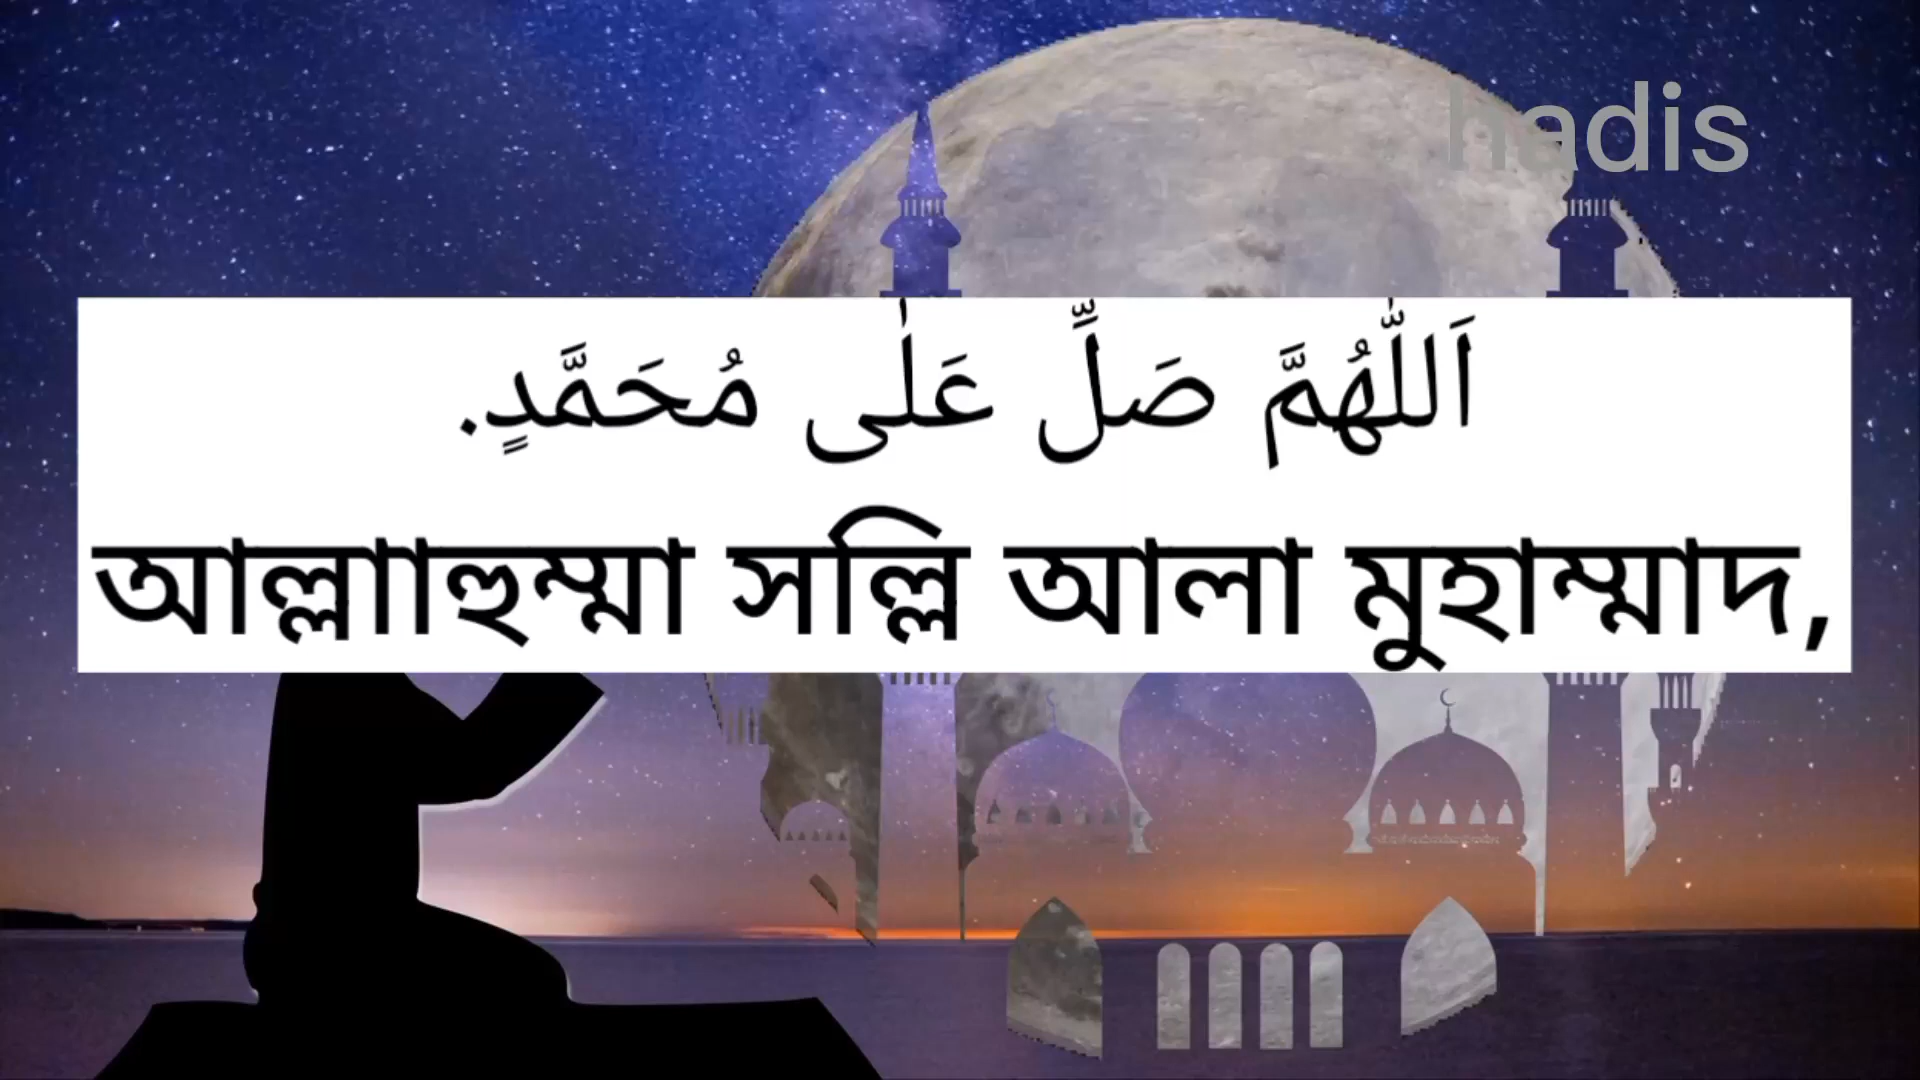 hadis
اَللّٰهُمَّ صَلِّ عَلٰى مُحَمَّدٍ.
আল্লাাহুম্মা সল্লি আলা মুহাম্মাদ,